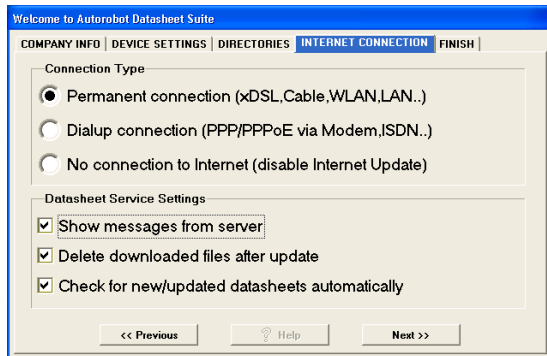 Welcome to Autorobot Datasheet Suite
COMPANY INFO | DEVICE SETTINGS | DIRECTORIES | INTERNET CONNECTION | FINISH |
Connection Type
Permanent connection (xDSL,Cable,WLAN,LAN..)
Dialup connection (PPP/PPPoE via Modem,ISDN..)
No connection to Internet (disable Internet Update)
Datasheet Service Settings
Show messages from server
Delete downloaded files after update
Check for new/updated datasheets automatically
<< Previous ? Help Next >>